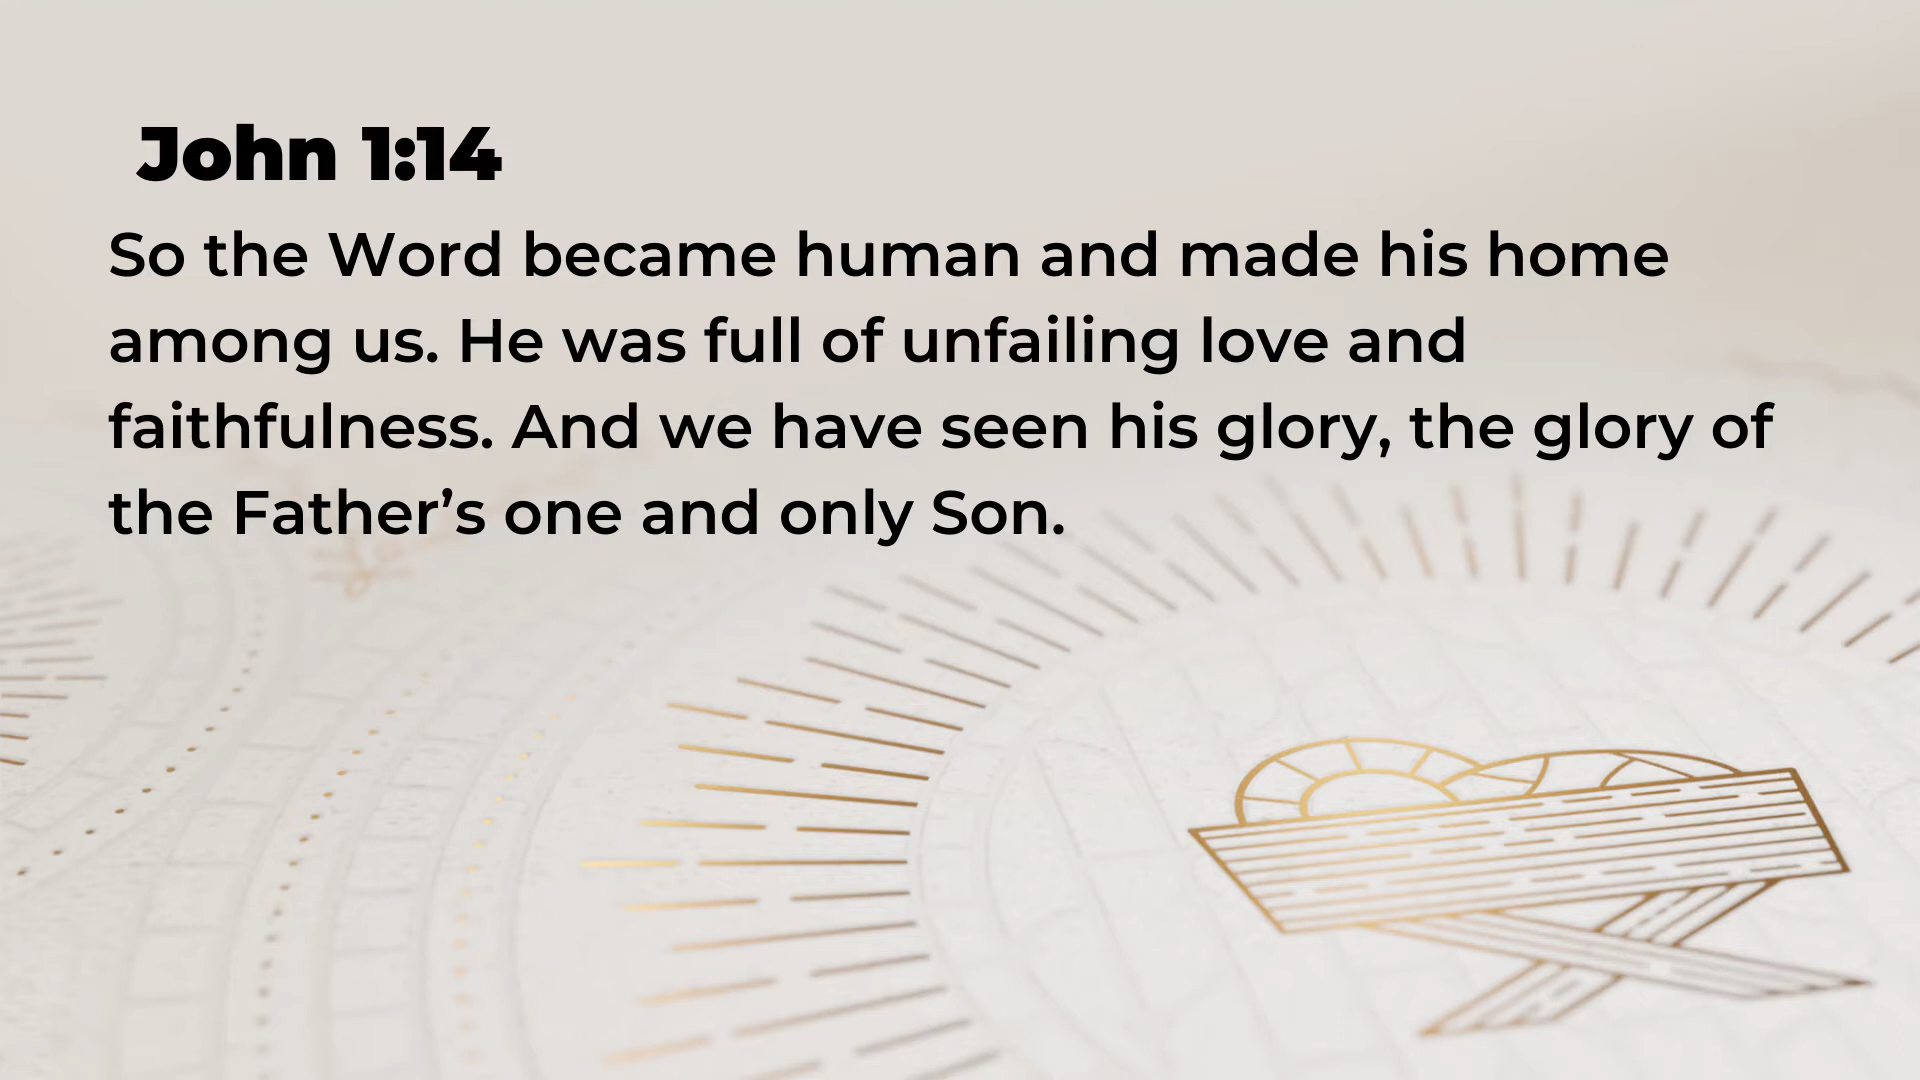 John 1:14
So the Word became human and made his home
among us. He was full of unfailing love and
faithfulness. And we have seen his glory, the glory of
the Father’s one and only Son.